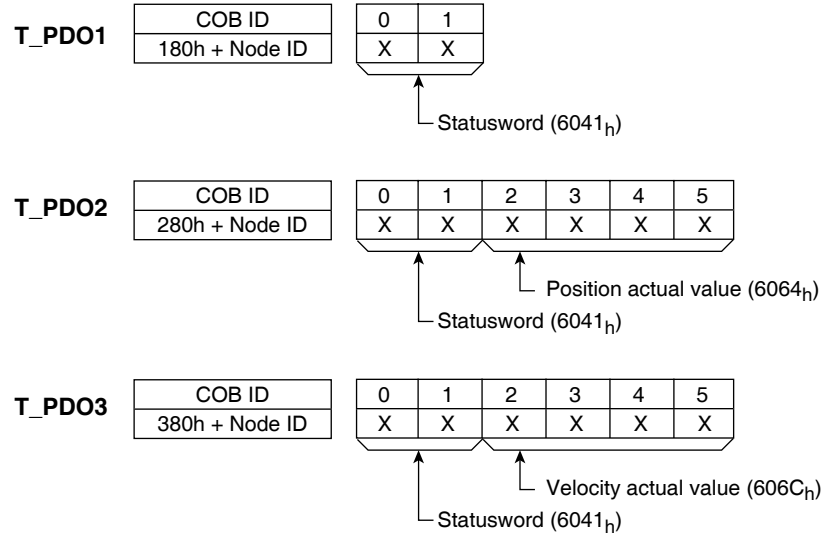 T_PDO1
COB ID
180h + Node ID
0 1
X X
Statusword (6041h)
T_PDO2
COB ID
280h + Node ID
0 1 2 3 4 5
X X X X X X
Position actual value (6064h)
Statusword (6041h)
T_PDO3
COB ID
380h + Node ID
0 1 2 3 4 5
X X X X X X
Velocity actual value (606Ch)
Statusword (6041h)